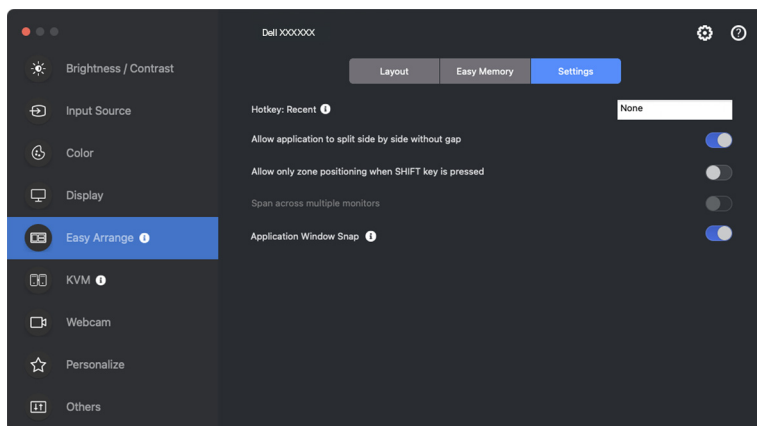 Dell XXXXXX
Brightness / Contrast
Input Source
Color
Display
Easy Arrange
KVM
Webcam
Personalize
Others
Layout
Easy Memory
Settings
Hotkey: Recent
None
Allow application to split side by side without gap
Allow only zone positioning when SHIFT key is pressed
Span across multiple monitors
Application Window Snap